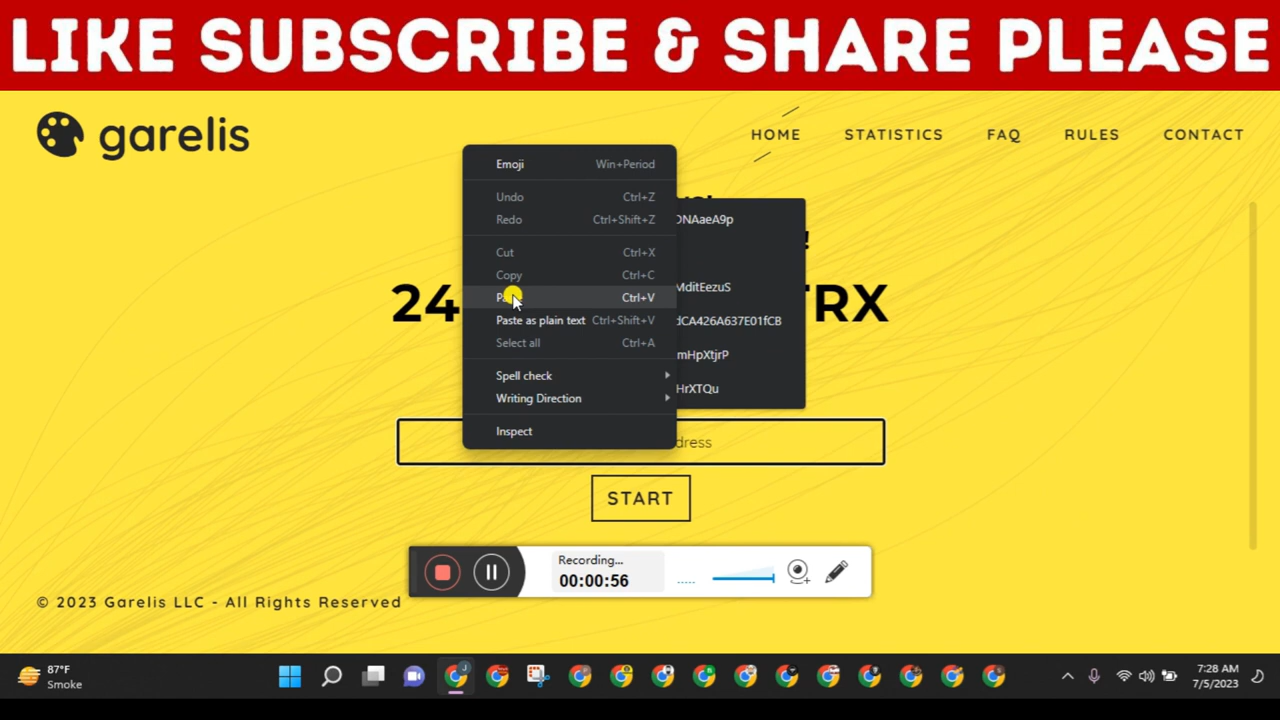 LIKE SUBSCRIBE & SHARE PLEASE
garelis
HOME STATISTICS FAQ RULES CONTACT
Emoji Win+Period
Undo Ctrl+Z
Redo Ctrl+Shift+Z
Cut Ctrl+X
Copy Ctrl+C
Ctrl+V
Paste as plain text Ctrl+Shift+V
Select all Ctrl+A
Spell check
Writing Direction
Inspect
DNAaeA9p
MditEezuS
dCA426A637E01fCB
mHpXtjrP
HrXTQu
24
TRX
dress
START
Recording...
00:00:56
© 2023 Garelis LLC - All Rights Reserved
87°F
Smoke
7:28 AM
7/5/2023